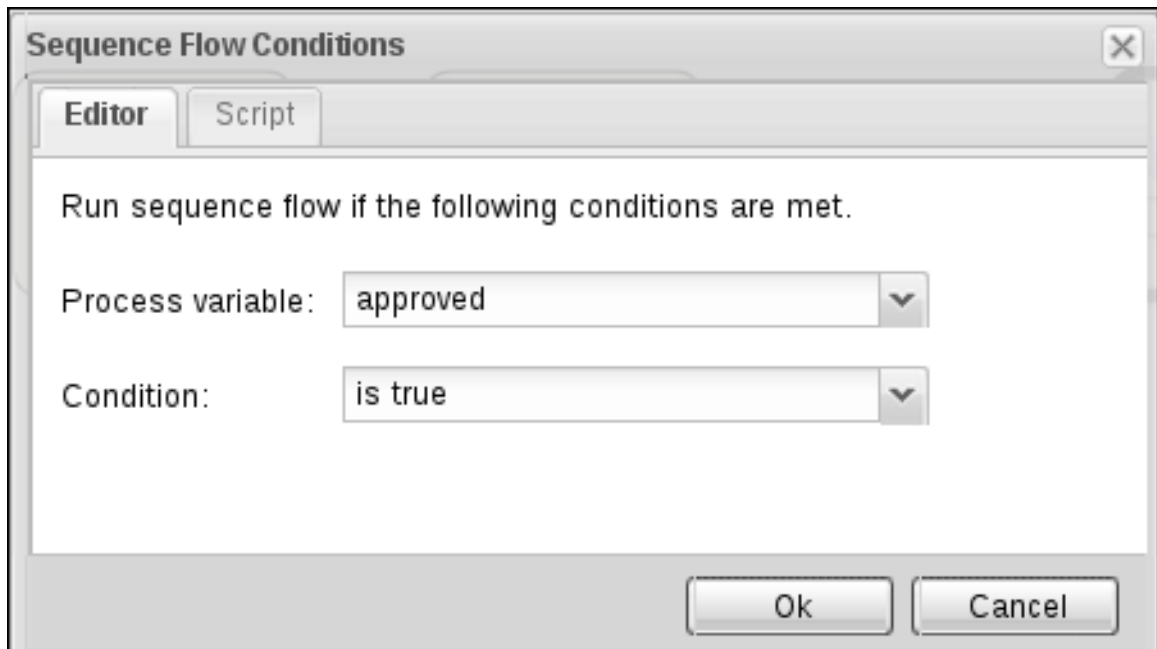 Sequence Flow Conditions
Editor Script
Run sequence flow if the following conditions are met.
Process variable: approved
Condition: is true
Ok Cancel